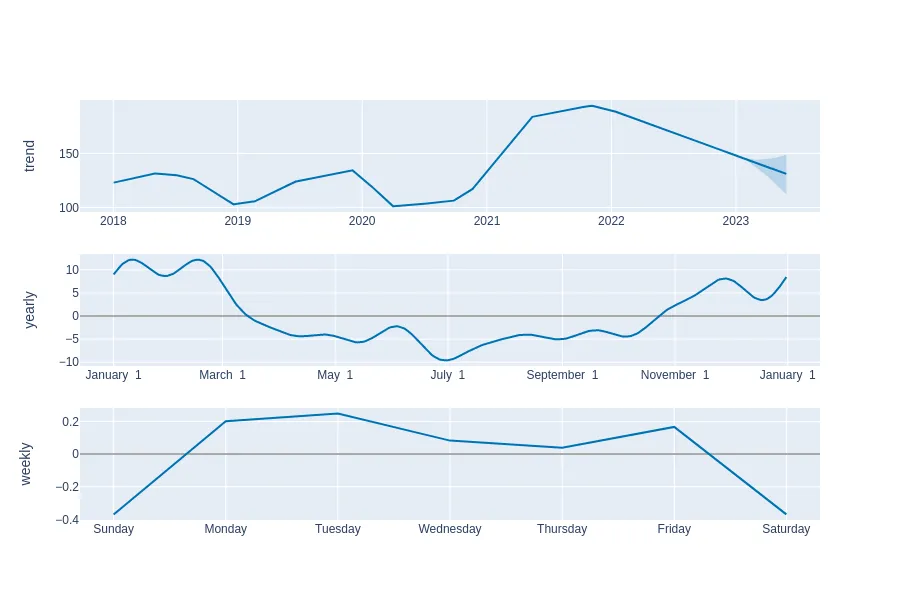 trend
150
100
2018 2019 2020 2021 2022 2023
yearly
10
5
0
−5
−10
January 1 March 1 May 1 July 1 September 1 November 1 January 1
weekly
0.2
0
−0.2
−0.4
Sunday Monday Tuesday Wednesday Thursday Friday Saturday